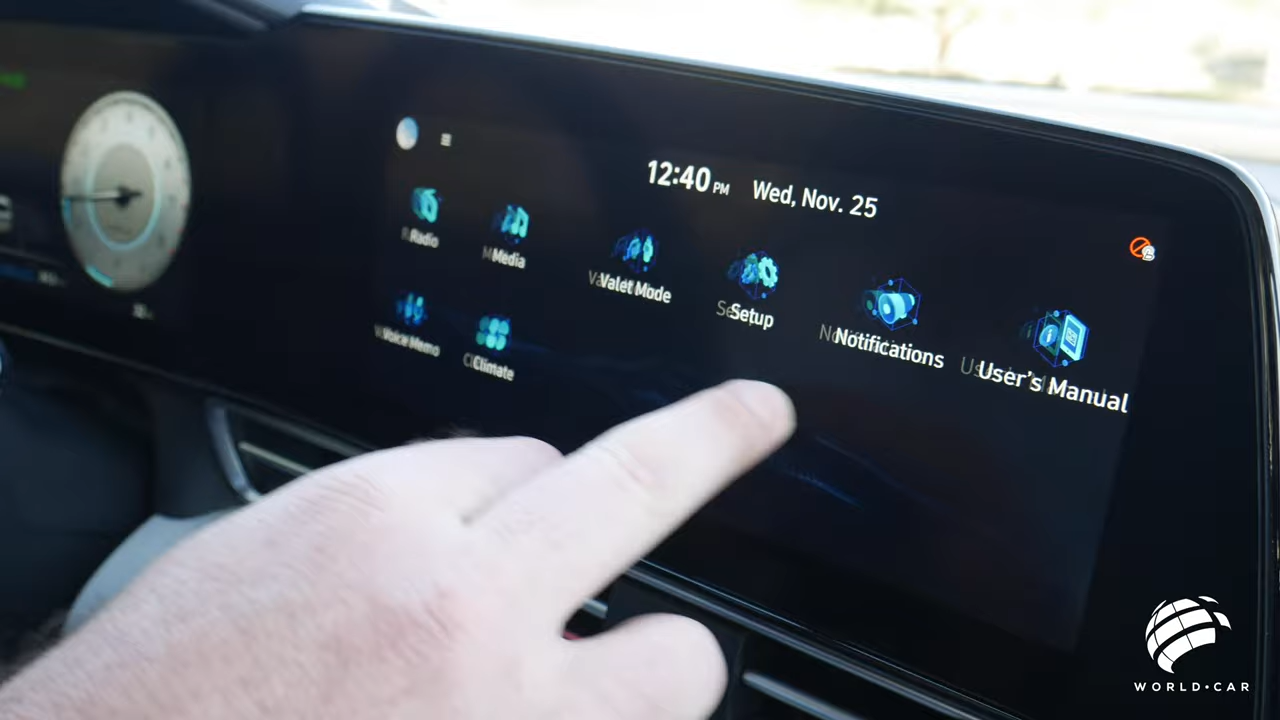 12:40 PM Wed, Nov. 25
Radio
Media
Valet Mode
Setup
Notifications
User's Manual
Voice Memo
Climate
WORLD·CAR